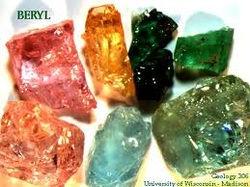 BERYL
Geology 206
University of Wisconsin - Madison